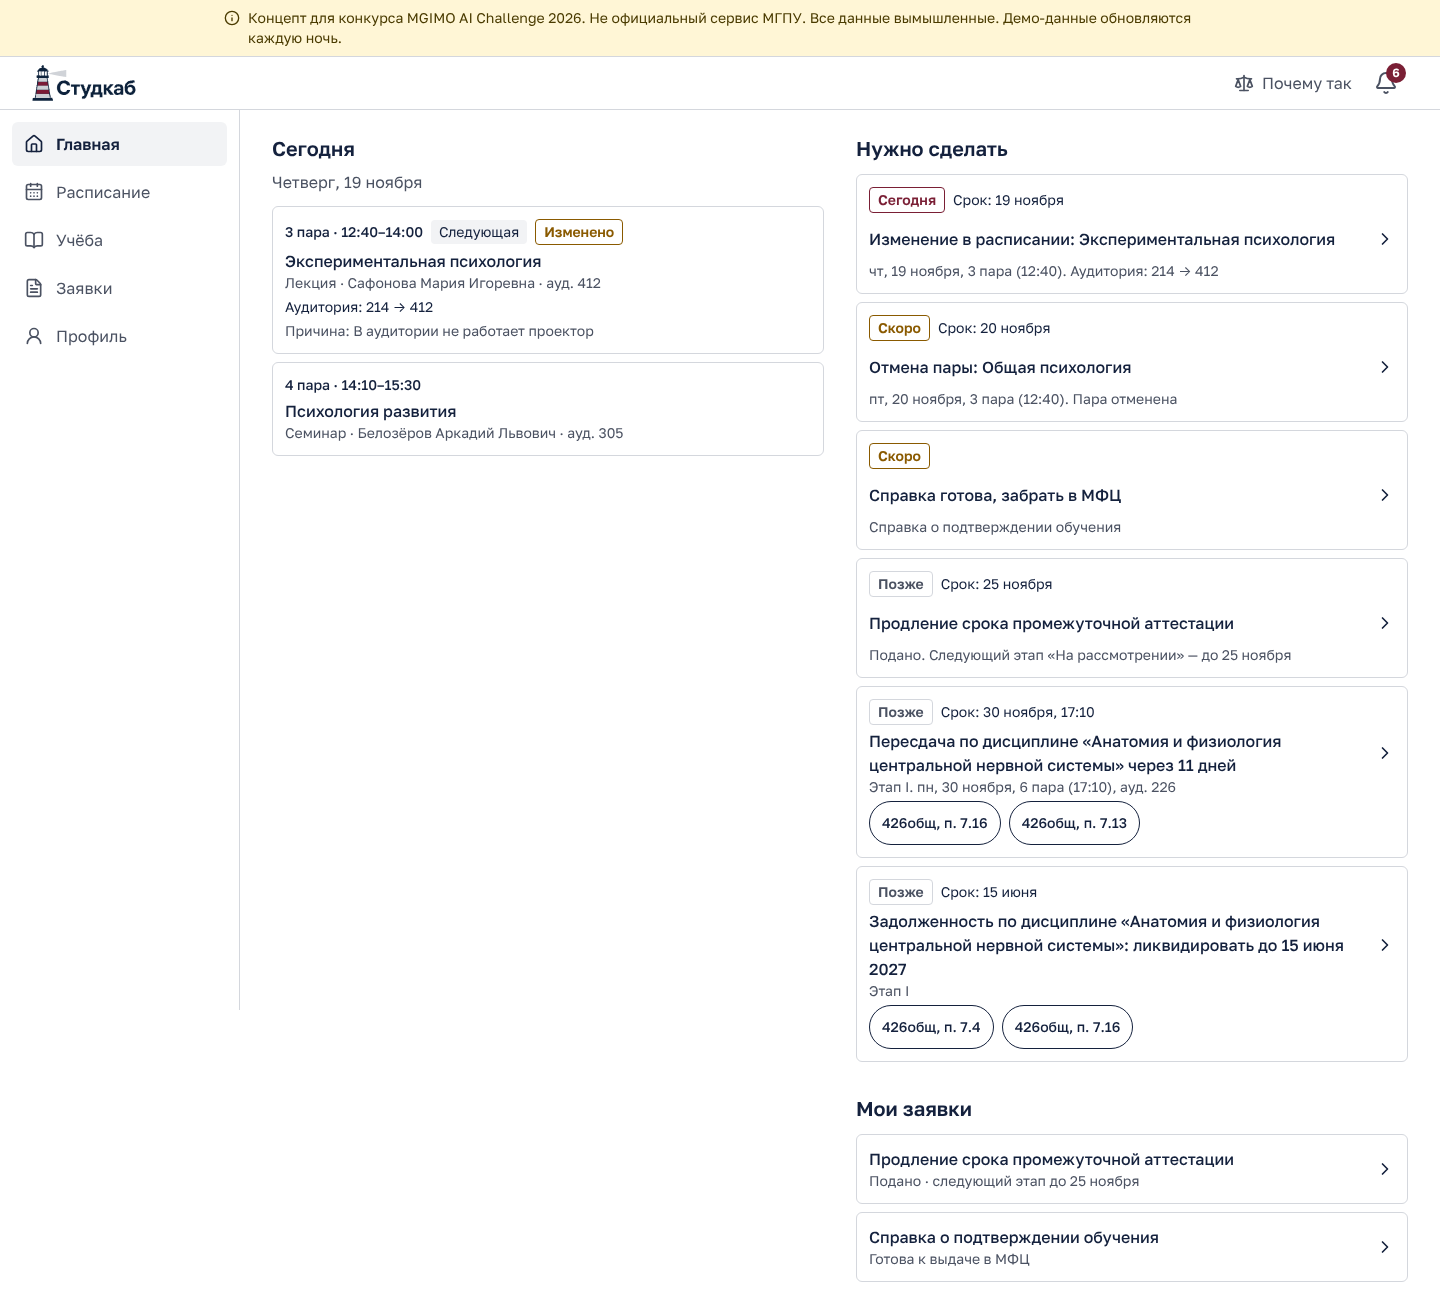 Концепт для конкурса MGIMO AI Challenge 2026. Не официальный сервис МГПУ. Все данные вымышленные. Демо-данные обновляются
каждую ночь.
Студкаб
Почему так
6
Главная
Расписание
Учёба
Заявки
Профиль
Сегодня
Четверг, 19 ноября
3 пара · 12:40–14:00 Следующая Изменено
Экспериментальная психология
Лекция · Сафонова Мария Игоревна · ауд. 412
Аудитория: 214 → 412
Причина: В аудитории не работает проектор
4 пара · 14:10–15:30
Психология развития
Семинар · Белозёров Аркадий Львович · ауд. 305
Нужно сделать
Сегодня Срок: 19 ноября
Изменение в расписании: Экспериментальная психология
чт, 19 ноября, 3 пара (12:40). Аудитория: 214 → 412
Скоро Срок: 20 ноября
Отмена пары: Общая психология
пт, 20 ноября, 3 пара (12:40). Пара отменена
Скоро
Справка готова, забрать в МФЦ
Справка о подтверждении обучения
Позже Срок: 25 ноября
Продление срока промежуточной аттестации
Подано. Следующий этап «На рассмотрении» — до 25 ноября
Позже Срок: 30 ноября, 17:10
Пересдача по дисциплине «Анатомия и физиология
центральной нервной системы» через 11 дней
Этап I. пн, 30 ноября, 6 пара (17:10), ауд. 226
426общ, п. 7.16 426общ, п. 7.13
Позже Срок: 15 июня
Задолженность по дисциплине «Анатомия и физиология
центральной нервной системы»: ликвидировать до 15 июня
2027
Этап I
426общ, п. 7.4 426общ, п. 7.16
Мои заявки
Продление срока промежуточной аттестации
Подано · следующий этап до 25 ноября
Справка о подтверждении обучения
Готова к выдаче в МФЦ